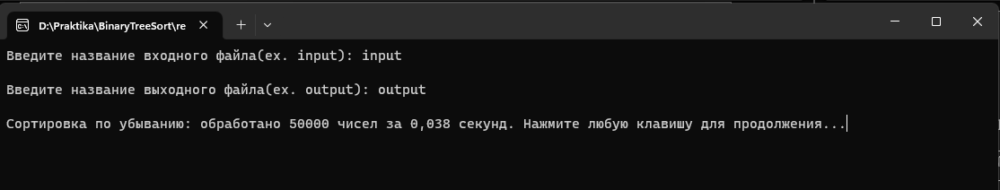 D:\Praktika\BinaryTreeSort\re
Введите название входного файла(ex. input): input
Введите название выходного файла(ex. output): output
Сортировка по убыванию: обработано 50000 чисел за 0,038 секунд. Нажмите любую клавишу для продолжения...